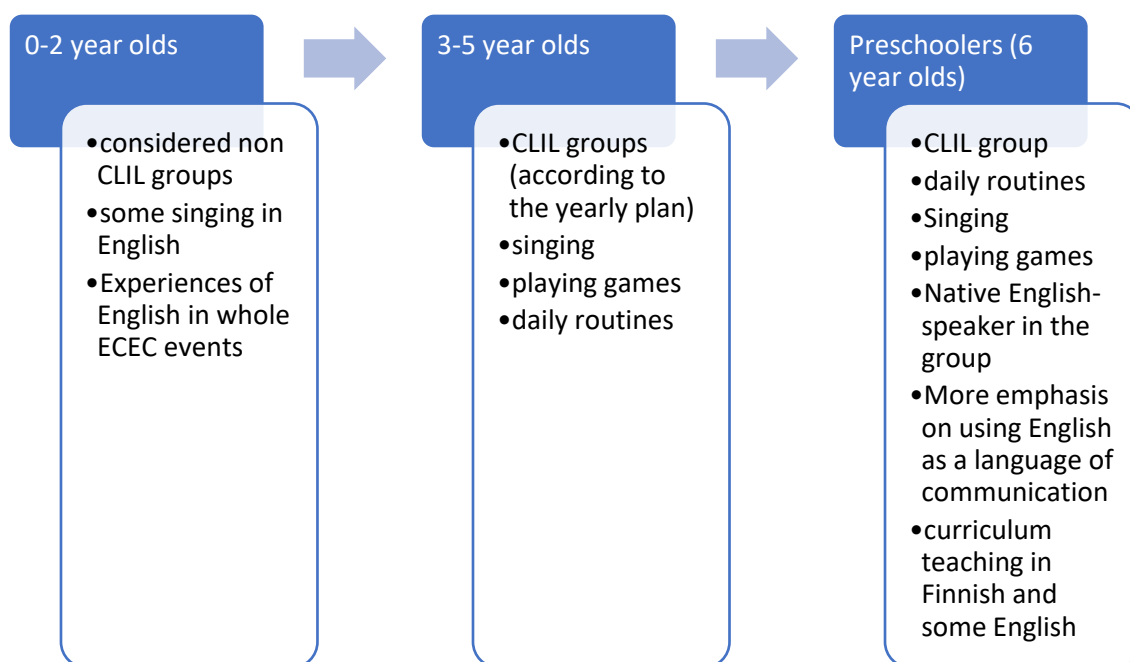 0-2 year olds
•considered non
CLIL groups
•some singing in
English
•Experiences of
English in whole
ECEC events
3-5 year olds
•CLIL groups
(according to
the yearly plan)
•singing
•playing games
•daily routines
Preschoolers (6
year olds)
•CLIL group
•daily routines
•Singing
•playing games
•Native English-
speaker in the
group
•More emphasis
on using English
as a language of
communication
•curriculum
teaching in
Finnish and
some English